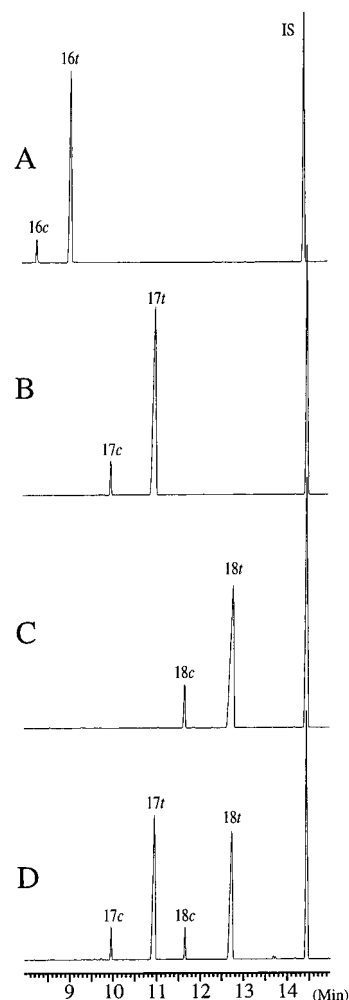 IS
16t
A
16c
17t
B
17c
18t
C
18c
17t
18t
D
17c
18c
9 10 11 12 13 14 (Min)